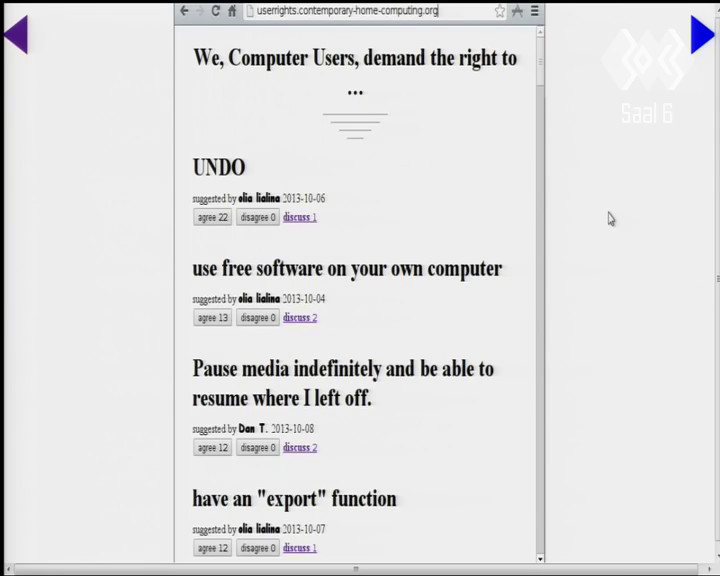 userrights.contemporary-home-computing.org
We, Computer Users, demand the right to
...
Saal 6
UNDO
suggested by olia lialina 2013-10-06
agree 22 disagree 0 discuss 1
use free software on your own computer
suggested by olia lialina 2013-10-04
agree 13 disagree 0 discuss 2
Pause media indefinitely and be able to
resume where I left off.
suggested by Dan T. 2013-10-08
agree 12 disagree 0 discuss 2
have an "export" function
suggested by olia lialina 2013-10-07
agree 12 disagree 0 discuss 1